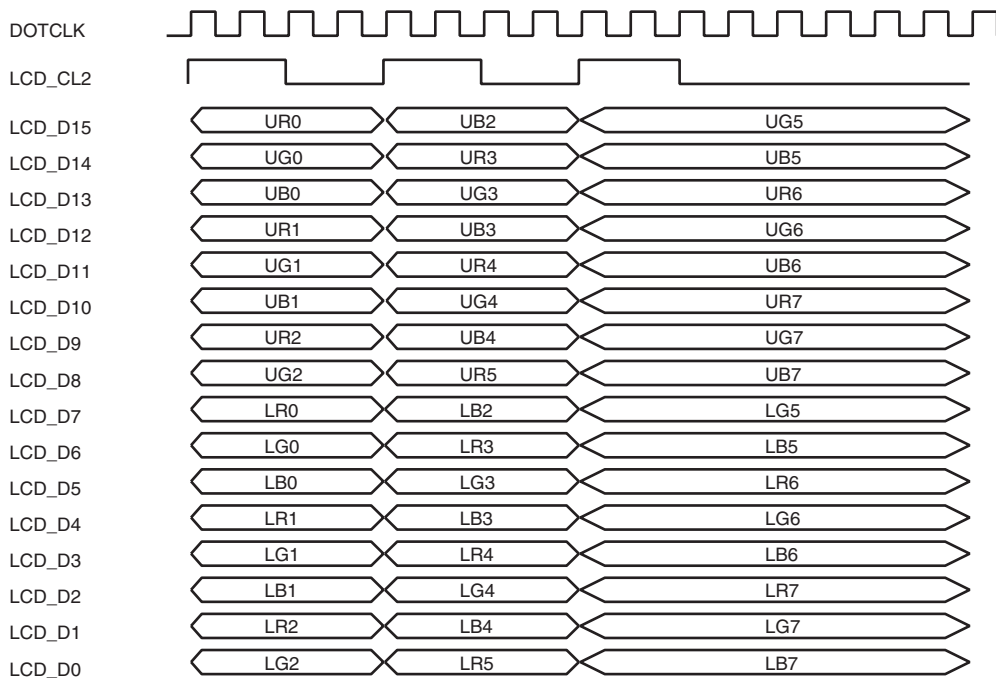 DOTCLK
LCD_CL2
LCD_D15 UR0 UB2 UG5
LCD_D14 UG0 UR3 UB5
LCD_D13 UB0 UG3 UR6
LCD_D12 UR1 UB3 UG6
LCD_D11 UG1 UR4 UB6
LCD_D10 UB1 UG4 UR7
LCD_D9 UR2 UB4 UG7
LCD_D8 UG2 UR5 UB7
LCD_D7 LR0 LB2 LG5
LCD_D6 LG0 LR3 LB5
LCD_D5 LB0 LG3 LR6
LCD_D4 LR1 LB3 LG6
LCD_D3 LG1 LR4 LB6
LCD_D2 LB1 LG4 LR7
LCD_D1 LR2 LB4 LG7
LCD_D0 LG2 LR5 LB7